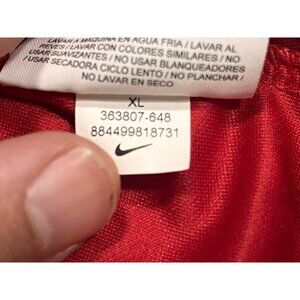 LAVAR A MAQUINA EN AGUA FRIA / LAVAR AL
REVES / LAVAR CON COLORES SIMILARES / NO
USAR SUAVIZANTES / NO USAR BLANQUEADORES
/ USAR SECADORA CICLO LENTO / NO PLANCHAR /
NO LAVAR EN SECO
XL
363807-648
884499818731